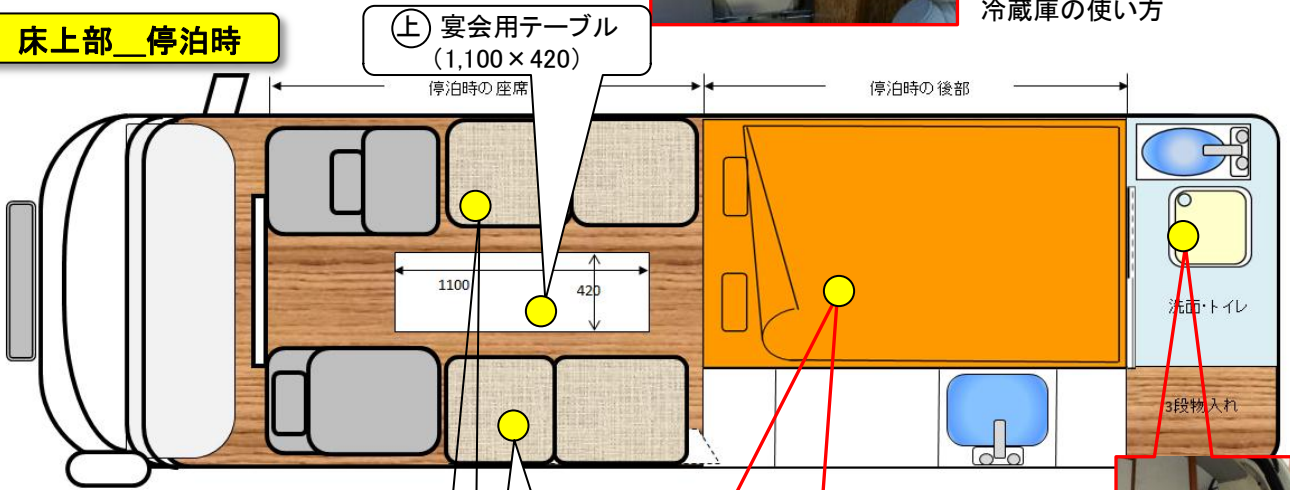 冷蔵庫の使い方
床上部__停泊時
上 宴会用テーブル
(1,100×420)
停泊時の座席
停泊時の後部
1100
420
洗面・トイレ
3段物入れ